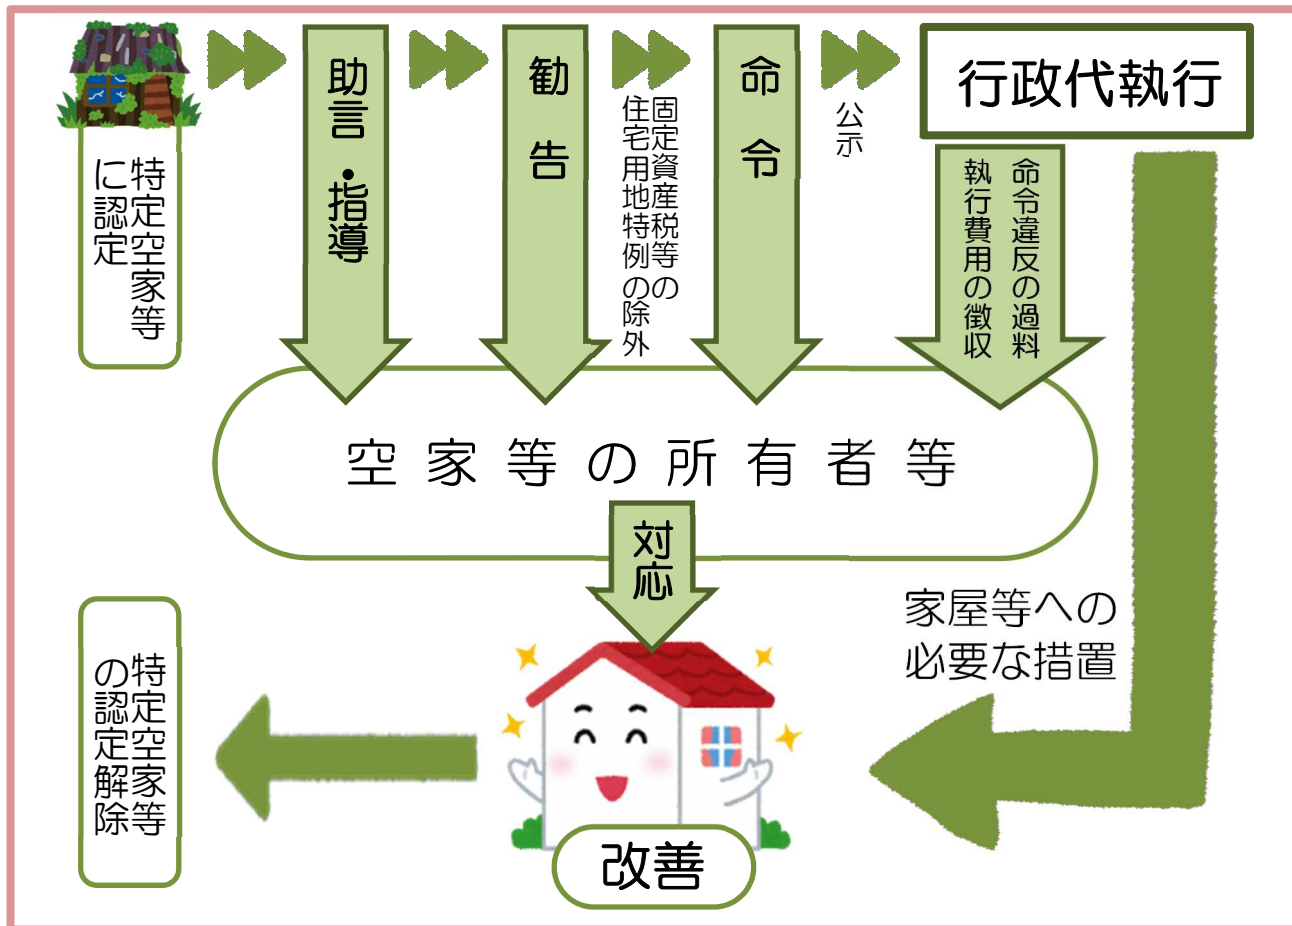 特定空家等
に認定
助言・指導
勧告
固定資産税等の
住宅用地特例の除外
命令
公示
行政代執行
命令違反の過料
執行費用の徴収
空家等の所有者等
対応
家屋等への
必要な措置
改善
特定空家等
の認定解除